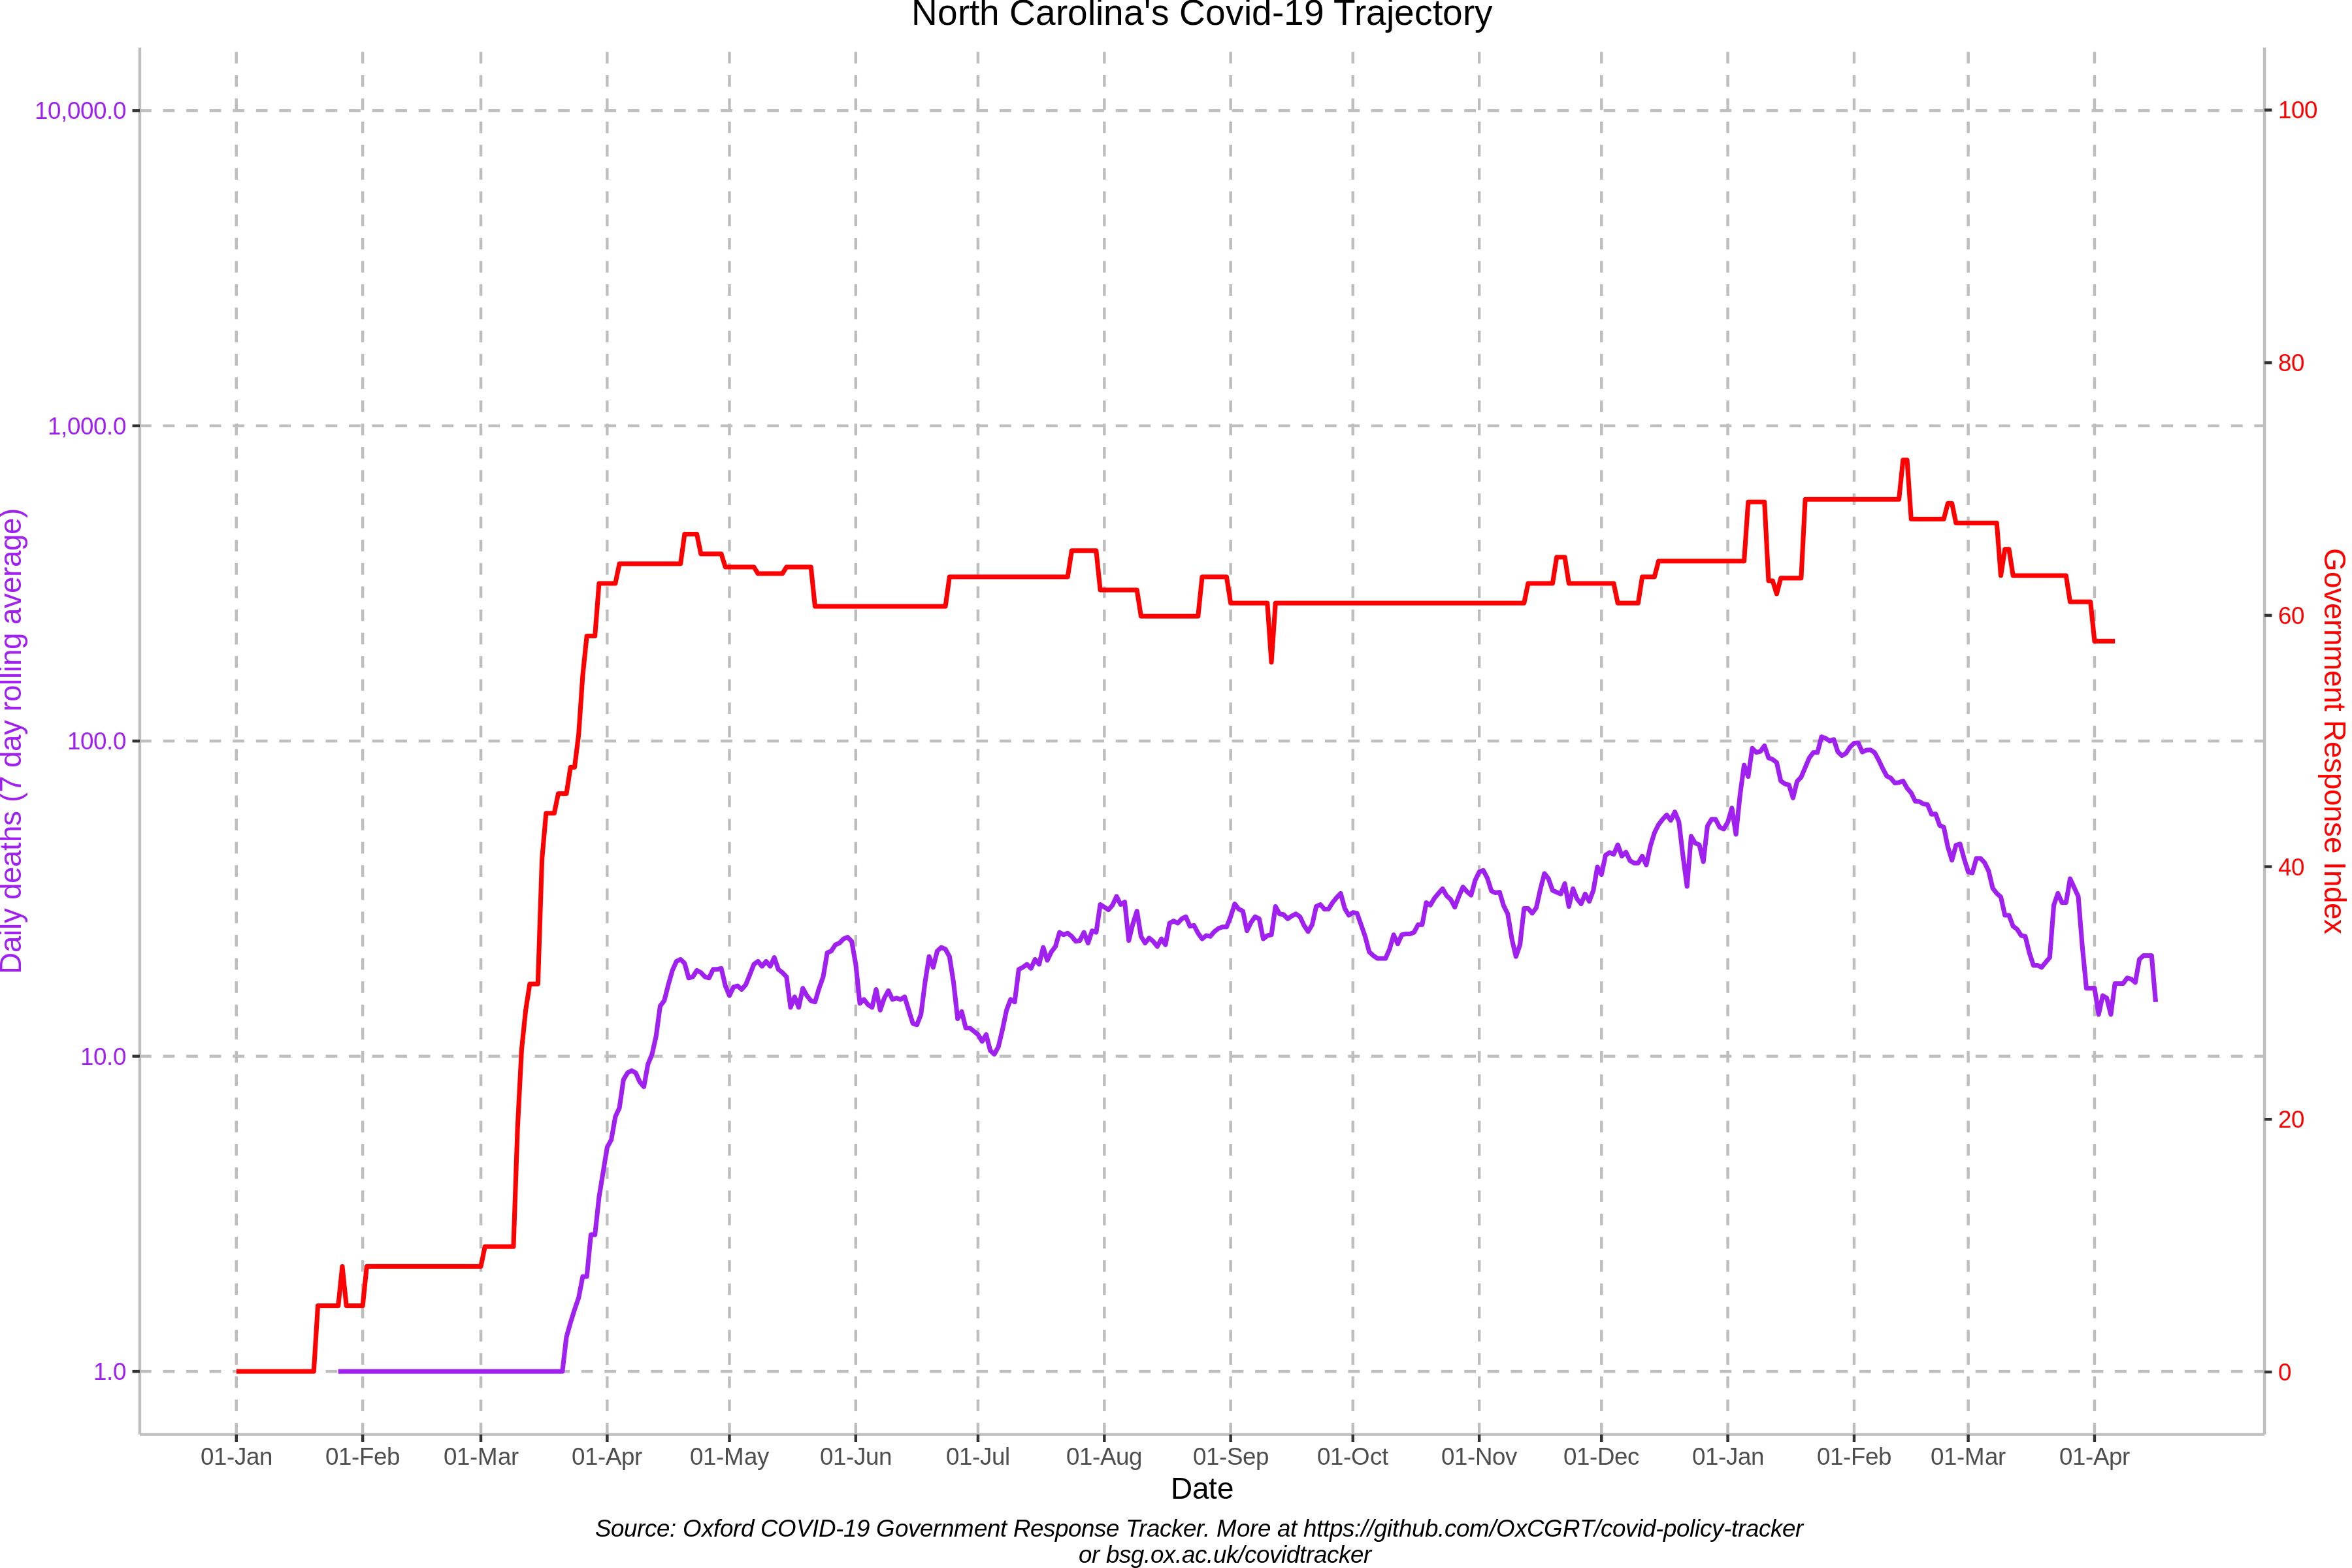 North Carolina's Covid-19 Trajectory
10,000.0
1,000.0
100.0
10.0
1.0
Daily deaths (7 day rolling average)
100
80
60
40
20
0
Government Response Index
01-Jan 01-Feb 01-Mar 01-Apr 01-May 01-Jun 01-Jul 01-Aug 01-Sep 01-Oct 01-Nov 01-Dec 01-Jan 01-Feb 01-Mar 01-Apr
Date
Source: Oxford COVID-19 Government Response Tracker. More at https://github.com/OxCGRT/covid-policy-tracker
or bsg.ox.ac.uk/covidtracker